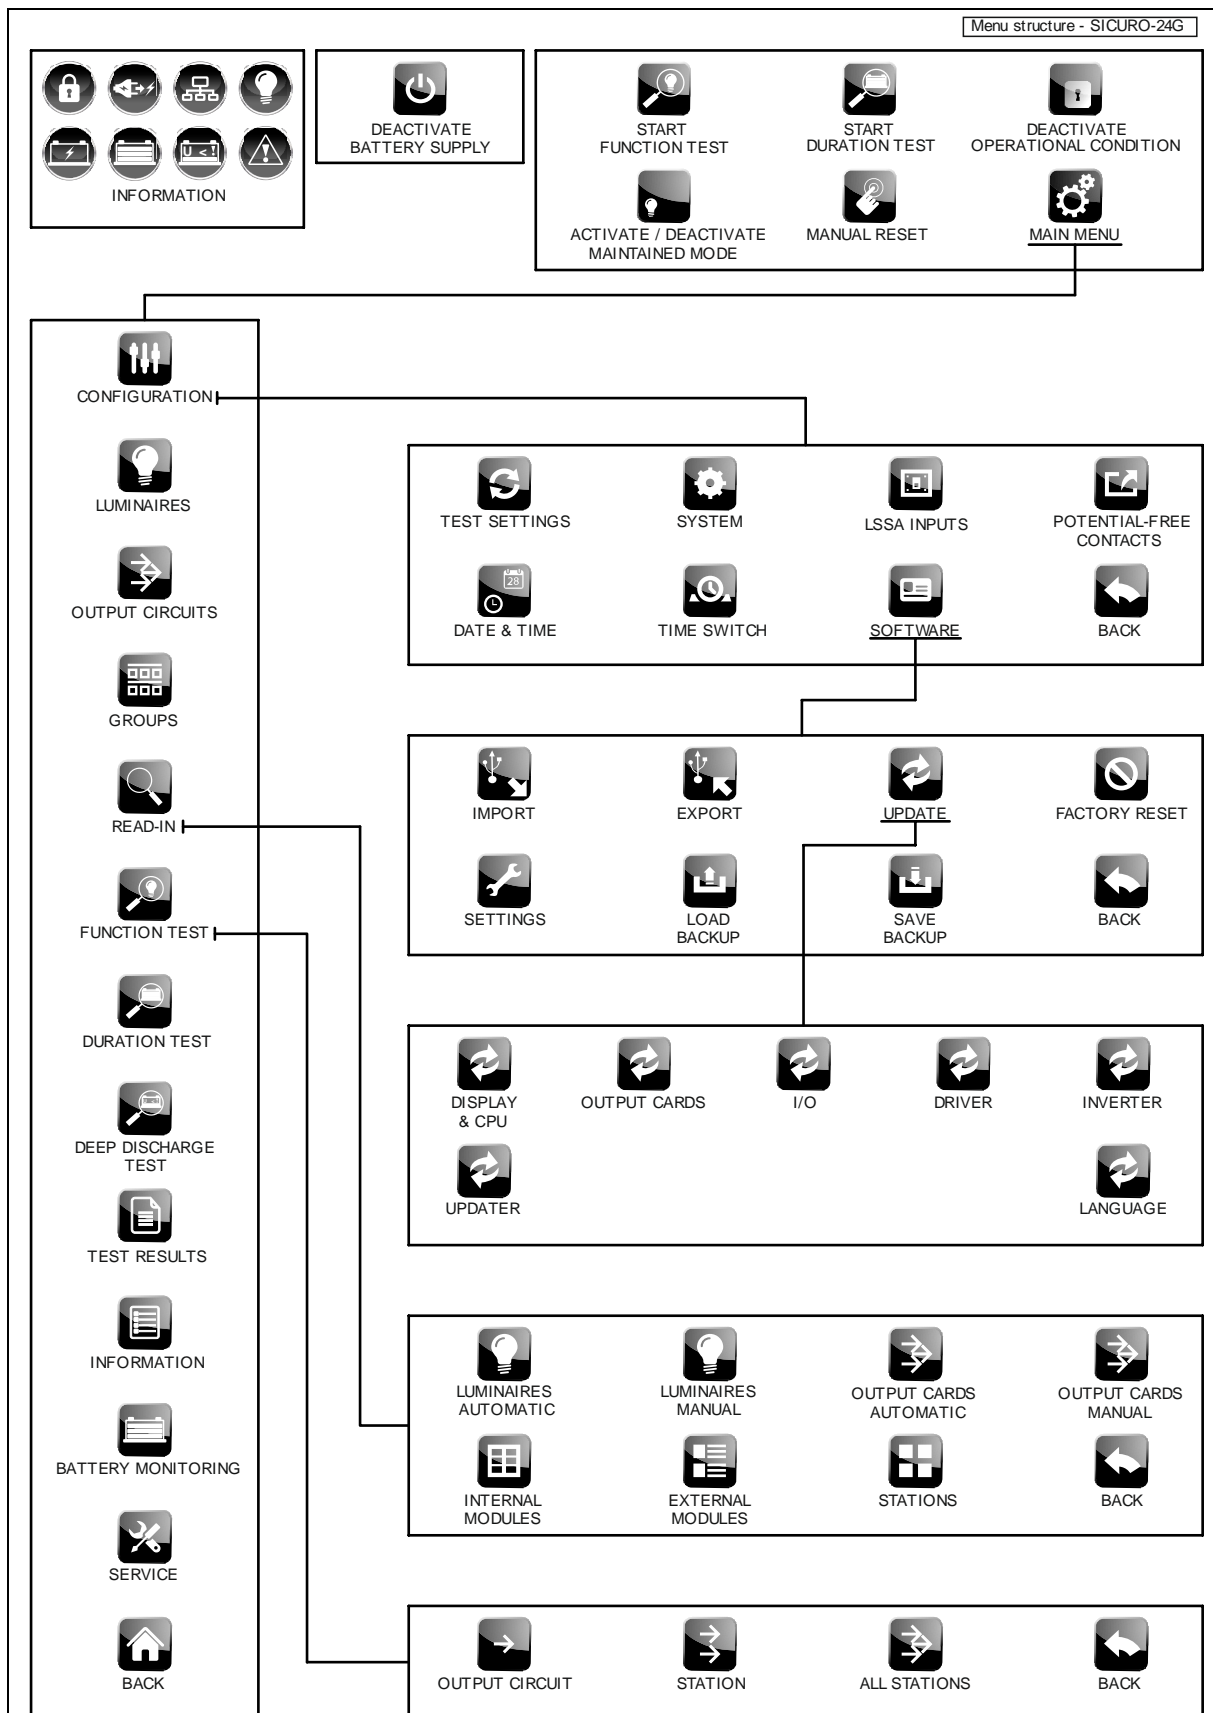 Menu structure - SICURO-24G
U < !
INFORMATION
DEACTIVATE
BATTERY SUPPLY
START
FUNCTION TEST
START
DURATION TEST
DEACTIVATE
OPERATIONAL CONDITION
ACTIVATE / DEACTIVATE
MAINTAINED MODE
MANUAL RESET
MAIN MENU
CONFIGURATION
LUMINAIRES
OUTPUT CIRCUITS
GROUPS
READ-IN
FUNCTION TEST
DURATION TEST
DEEP DISCHARGE
TEST
TEST RESULTS
INFORMATION
BATTERY MONITORING
SERVICE
BACK
TEST SETTINGS
SYSTEM
LSSA INPUTS
POTENTIAL-FREE
CONTACTS
28
DATE & TIME
TIME SWITCH
SOFTWARE
BACK
IMPORT
EXPORT
UPDATE
FACTORY RESET
SETTINGS
LOAD
BACKUP
SAVE
BACKUP
BACK
DISPLAY
& CPU
OUTPUT CARDS
I/O
DRIVER
INVERTER
UPDATER
LANGUAGE
LUMINAIRES
AUTOMATIC
LUMINAIRES
MANUAL
OUTPUT CARDS
AUTOMATIC
OUTPUT CARDS
MANUAL
INTERNAL
MODULES
EXTERNAL
MODULES
STATIONS
BACK
OUTPUT CIRCUIT
STATION
ALL STATIONS
BACK